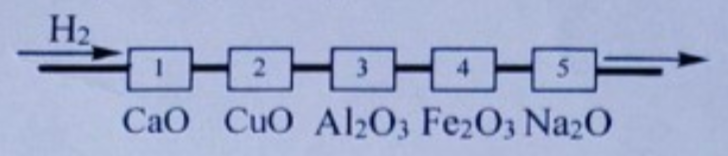 H₂
1 2 3 4 5
CaO CuO Al₂O₃ Fe₂O₃ Na₂O